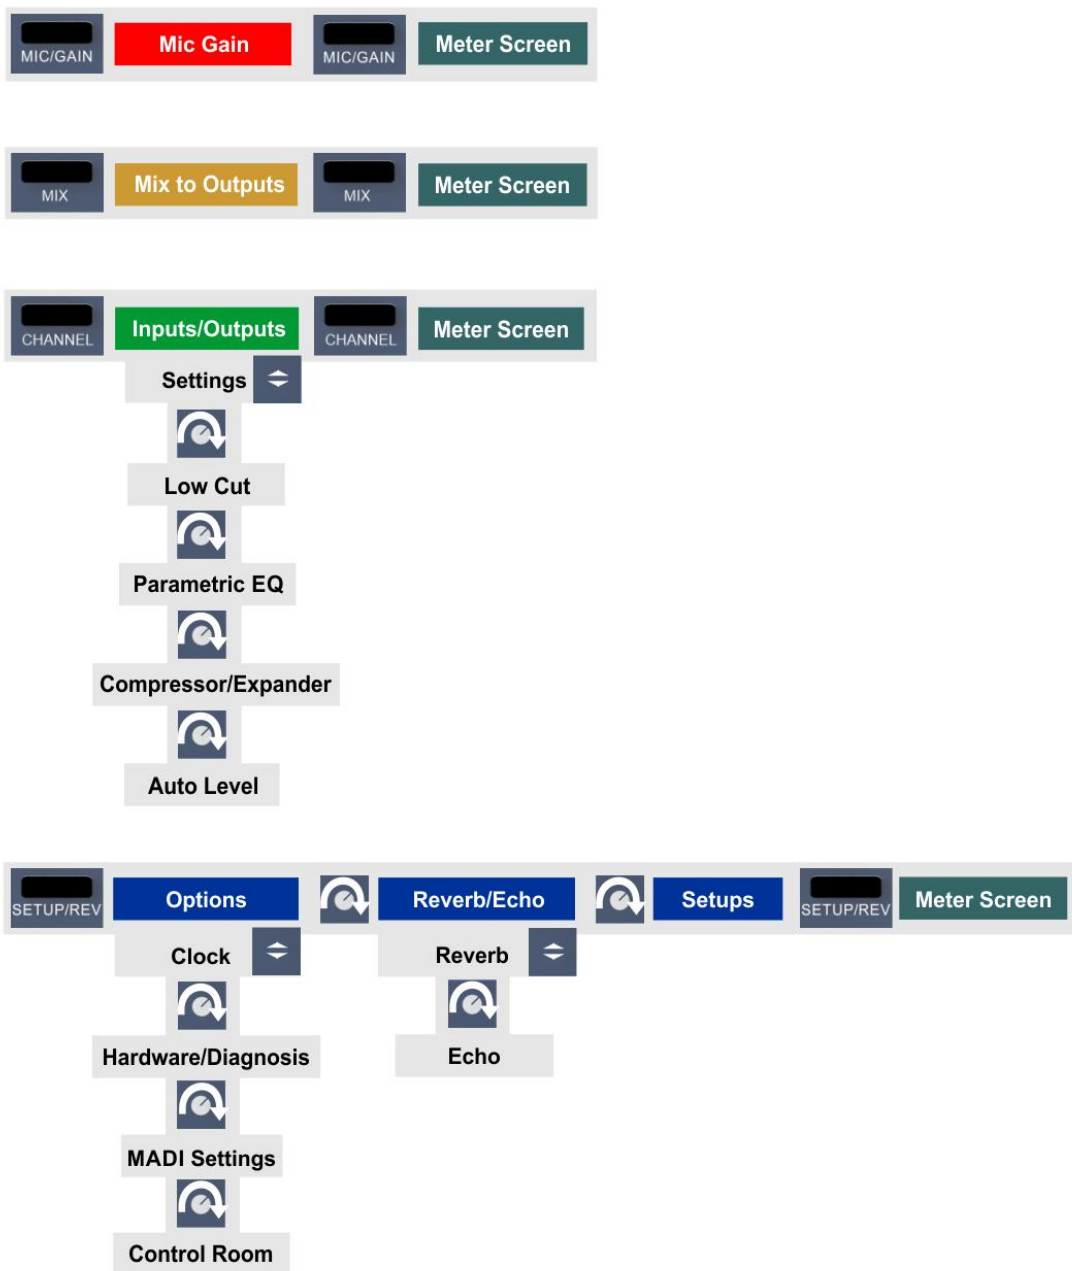 MIC/GAIN Mic Gain MIC/GAIN Meter Screen
MIX Mix to Outputs MIX Meter Screen
CHANNEL Inputs/Outputs CHANNEL Meter Screen
Settings
Low Cut
Parametric EQ
Compressor/Expander
Auto Level
SETUP/REV Options Reverb/Echo Setups SETUP/REV Meter Screen
Clock Reverb
Hardware/Diagnosis Echo
MADI Settings
Control Room